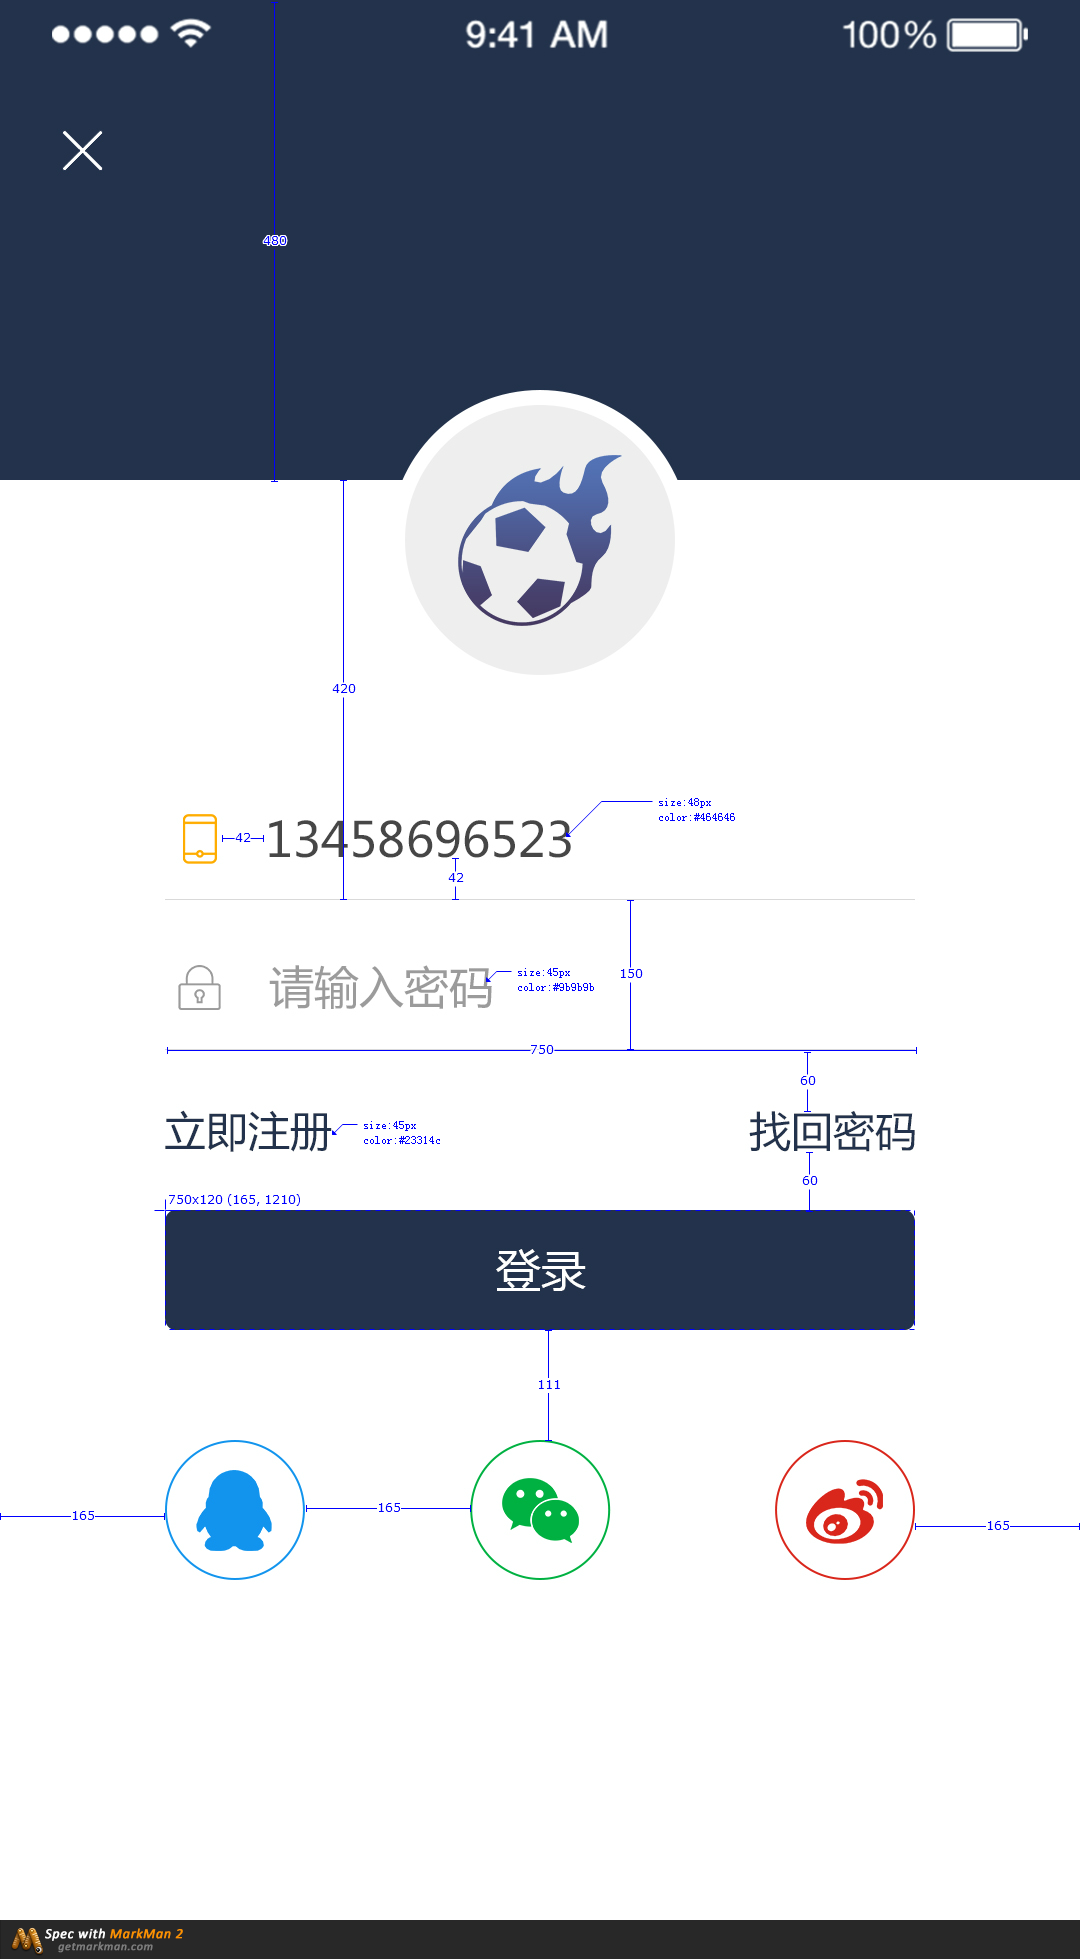 9:41 AM
100%
480
420
size:48px
color:#464646
42
13458696523
42
请输入密码
size:45px
color:#9b9b9b
150
750
60
立即注册
size:45px
color:#23314c
找回密码
60
750x120 (165, 1210)
登录
111
165
165
165
Spec with MarkMan 2
getmarkman.com